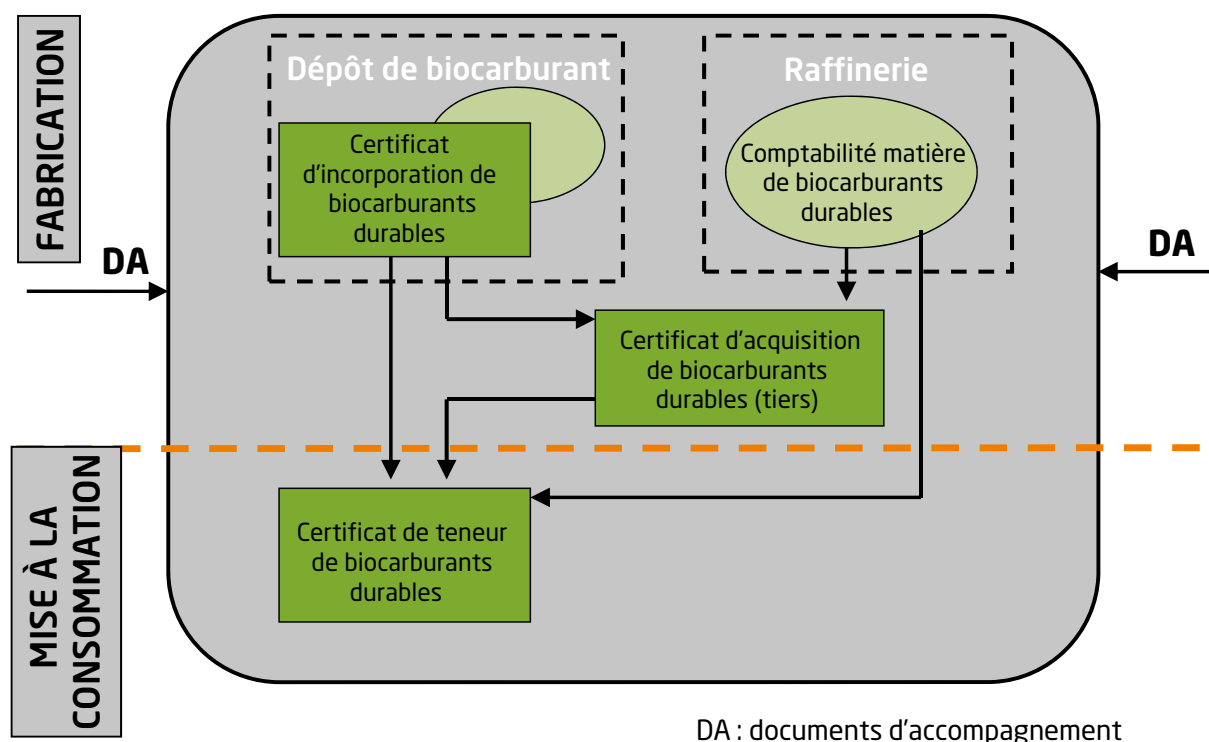 FABRICATION
Dépôt de biocarburant
Raffinerie
Certificat
d'incorporation de
biocarburants
durables
Comptabilité matière
de biocarburants
durables
DA
DA
Certificat d'acquisition
de biocarburants
durables (tiers)
MISE À LA
CONSOMMATION
Certificat de teneur
de biocarburants
durables
DA : documents d'accompagnement